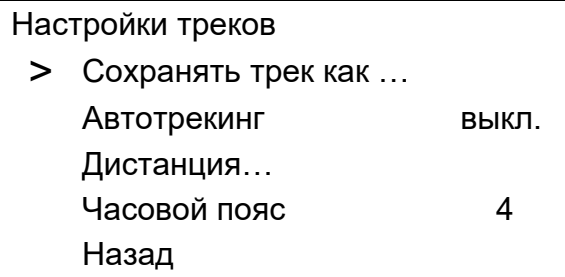 Настройки треков
> Сохранять трек как …
Автотрекинг выкл.
Дистанция…
Часовой пояс 4
Назад